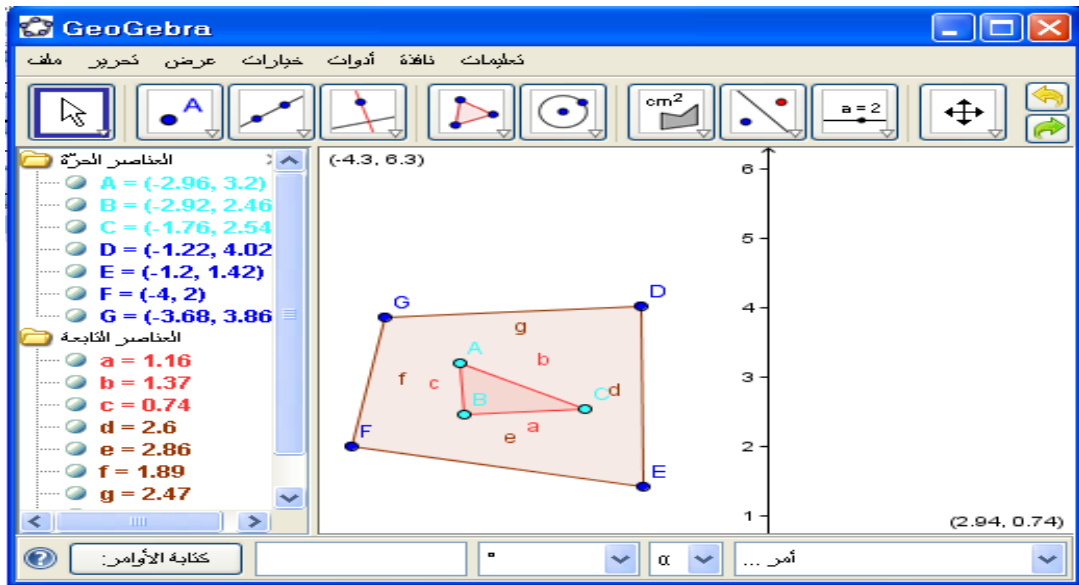 GeoGebra
ملف تحرير عرض خيارات أدوات نافذة تعليمات
A cm² a = 2
العناصر الحرّة
A = (-2.96, 3.2)
B = (-2.92, 2.46
C = (-1.76, 2.54
D = (-1.22, 4.02
E = (-1.2, 1.42)
F = (-4, 2)
G = (-3.68, 3.86
العناصر التابعة
a = 1.16
b = 1.37
c = 0.74
d = 2.6
e = 2.86
f = 1.89
g = 2.47
(-4.3, 6.3)
6
5
D
G
4
g
A
b
f
c
C
d
3
B
a
e
F
2
E
1
(2.94, 0.74)
كتابة الأوامر:
°
α
أمر ...